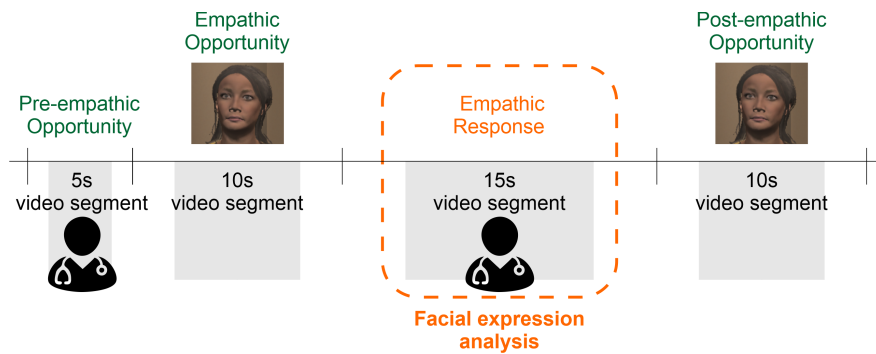 Pre-empathic
Opportunity
5s
video segment
Empathic
Opportunity
10s
video segment
Empathic
Response
15s
video segment
Facial expression
analysis
Post-empathic
Opportunity
10s
video segment